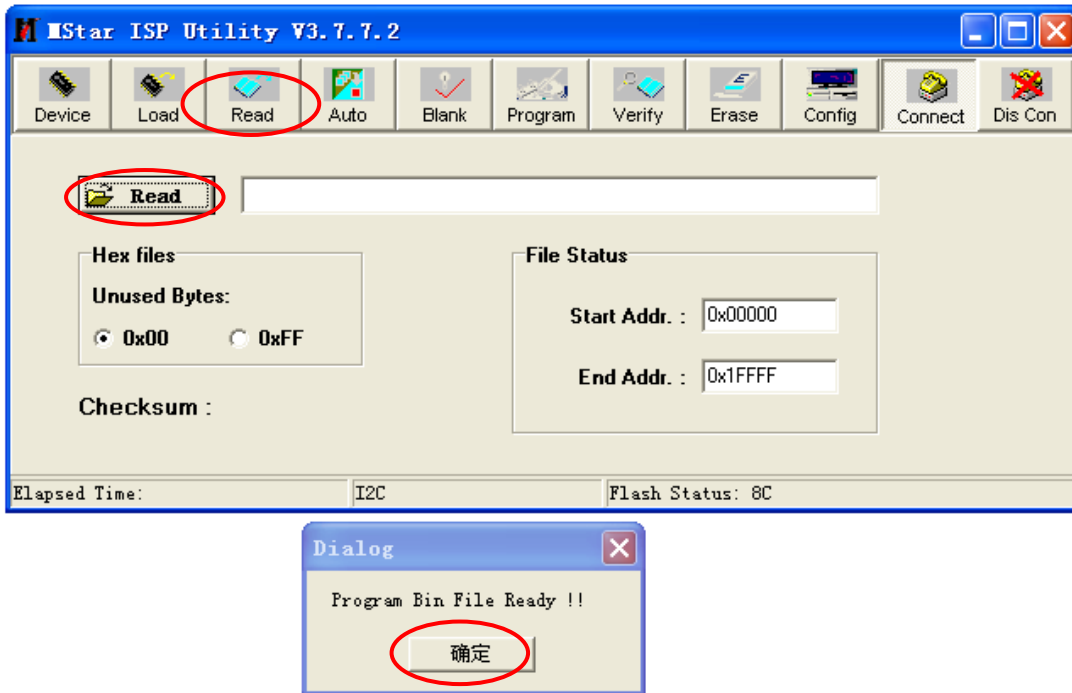 MStar ISP Utility V3.7.7.2
Device Load Read Auto Blank Program Verify Erase Config Connect Dis Con
Read
Hex files
Unused Bytes:
0x00 0xFF
Checksum :
File Status
Start Addr. : 0x00000
End Addr. : 0x1FFFF
Elapsed Time: I2C Flash Status: 8C
Dialog
Program Bin File Ready !!
确定